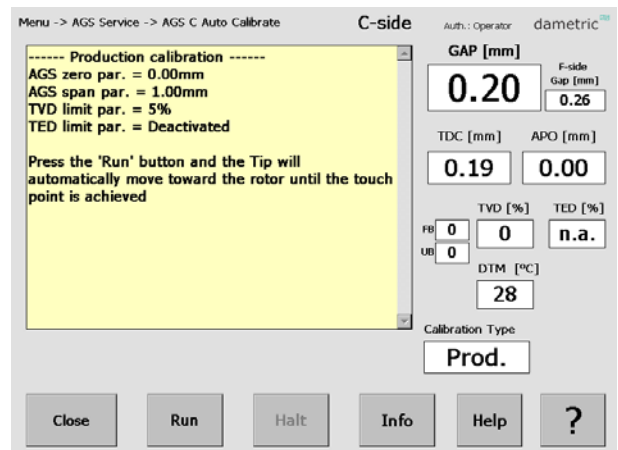 Menu -> AGS Service -> AGS C Auto Calibrate C-side Auth.: Operator dametric
------ Production calibration ------
AGS zero par. = 0.00mm
AGS span par. = 1.00mm
TVD limit par. = 5%
TED limit par. = Deactivated
Press the 'Run' button and the Tip will
automatically move toward the rotor until the touch
point is achieved
GAP [mm]
0.20
F-side
Gap [mm]
0.26
TDC [mm] APO [mm]
0.19 0.00
TVD [%] TED [%]
FB 0 0 n.a.
UB 0
DTM [ºC]
28
Calibration Type
Prod.
Close Run Halt Info Help ?